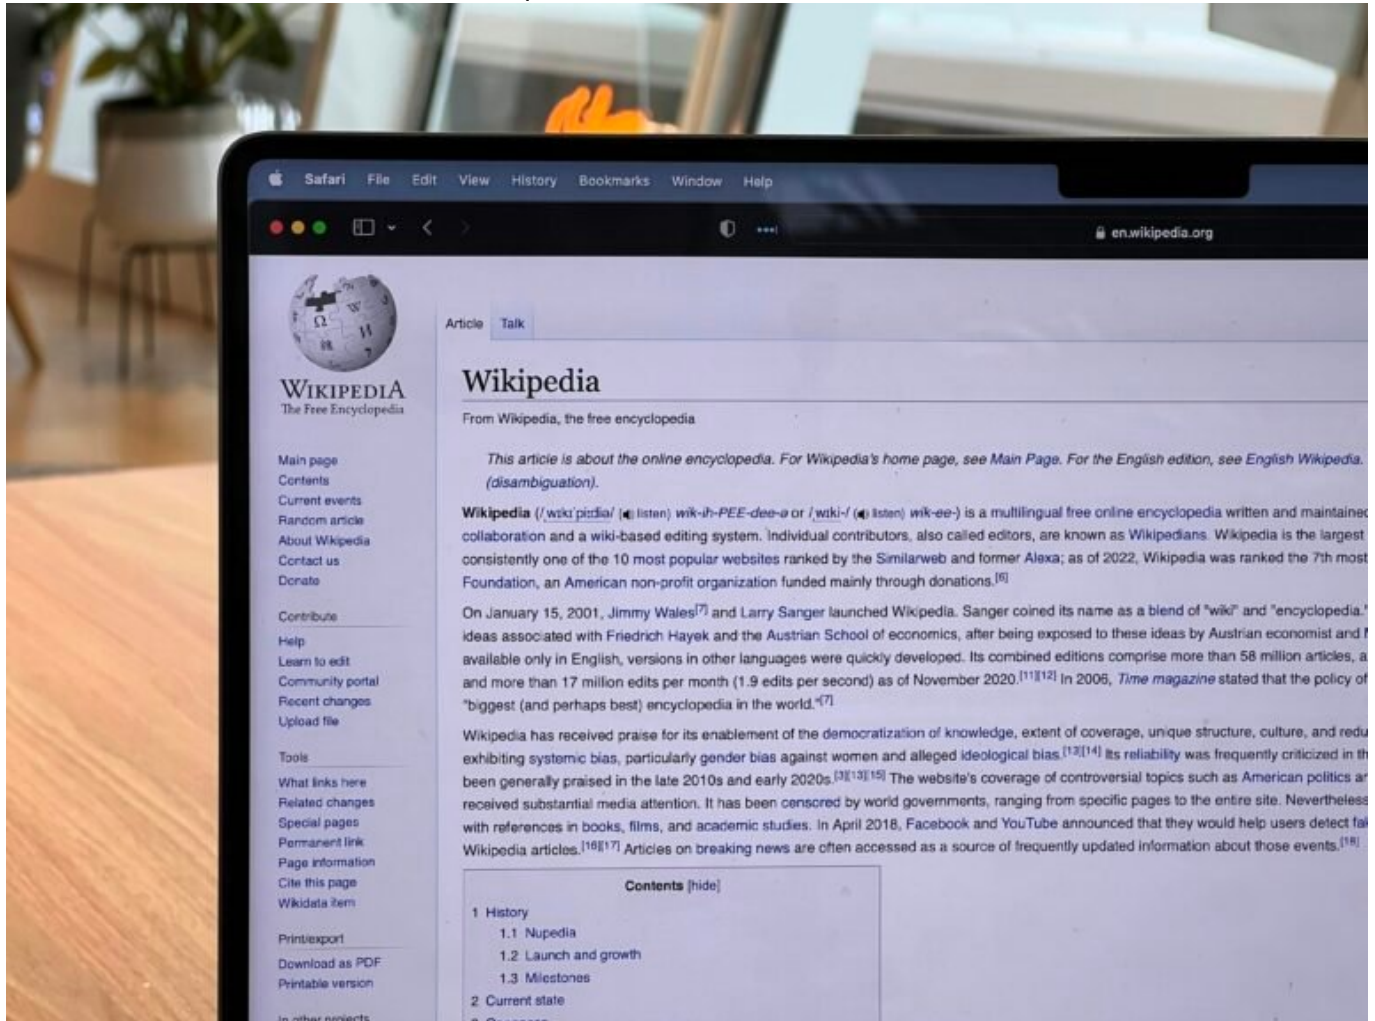 Safari File Edit View History Bookmarks Window Help
en.wikipedia.org
Ω W И
WIKIPEDIA
The Free Encyclopedia
Main page
Contents
Current events
Random article
About Wikipedia
Contact us
Donate
Contribute
Help
Learn to edit
Community portal
Recent changes
Upload file
Tools
What links here
Related changes
Special pages
Permanent link
Page information
Cite this page
Wikidata item
Print/export
Download as PDF
Printable version
In other projects
Article Talk
Wikipedia
From Wikipedia, the free encyclopedia
This article is about the online encyclopedia. For Wikipedia's home page, see Main Page. For the English edition, see English Wikipedia.
(disambiguation).
Wikipedia (/ˌwɪkɪˈpiːdiə/ (listen) wik-ih-PEE-dee-ə or /ˌwɪki-/ (listen) wik-ee-) is a multilingual free online encyclopedia written and maintained
collaboration and a wiki-based editing system. Individual contributors, also called editors, are known as Wikipedians. Wikipedia is the largest
consistently one of the 10 most popular websites ranked by the Similarweb and former Alexa; as of 2022, Wikipedia was ranked the 7th most
Foundation, an American non-profit organization funded mainly through donations.[6]
On January 15, 2001, Jimmy Wales[7] and Larry Sanger launched Wikipedia. Sanger coined its name as a blend of "wiki" and "encyclopedia."
ideas associated with Friedrich Hayek and the Austrian School of economics, after being exposed to these ideas by Austrian economist and
available only in English, versions in other languages were quickly developed. Its combined editions comprise more than 58 million articles, a
and more than 17 million edits per month (1.9 edits per second) as of November 2020.[11][12] In 2006, Time magazine stated that the policy of
"biggest (and perhaps best) encyclopedia in the world."[7]
Wikipedia has received praise for its enablement of the democratization of knowledge, extent of coverage, unique structure, culture, and redu
exhibiting systemic bias, particularly gender bias against women and alleged ideological bias.[13][14] Its reliability was frequently criticized in th
been generally praised in the late 2010s and early 2020s.[3][13][15] The website's coverage of controversial topics such as American politics an
received substantial media attention. It has been censored by world governments, ranging from specific pages to the entire site. Nevertheless
with references in books, films, and academic studies. In April 2018, Facebook and YouTube announced that they would help users detect fak
Wikipedia articles.[16][17] Articles on breaking news are often accessed as a source of frequently updated information about those events.[18]
Contents [hide]
1 History
1.1 Nupedia
1.2 Launch and growth
1.3 Milestones
2 Current state